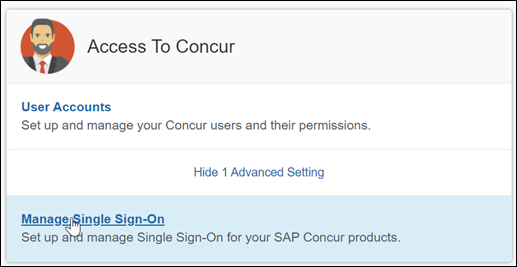 Access To Concur
User Accounts
Set up and manage your Concur users and their permissions.
Hide 1 Advanced Setting
Manage Single Sign-On
Set up and manage Single Sign-On for your SAP Concur products.